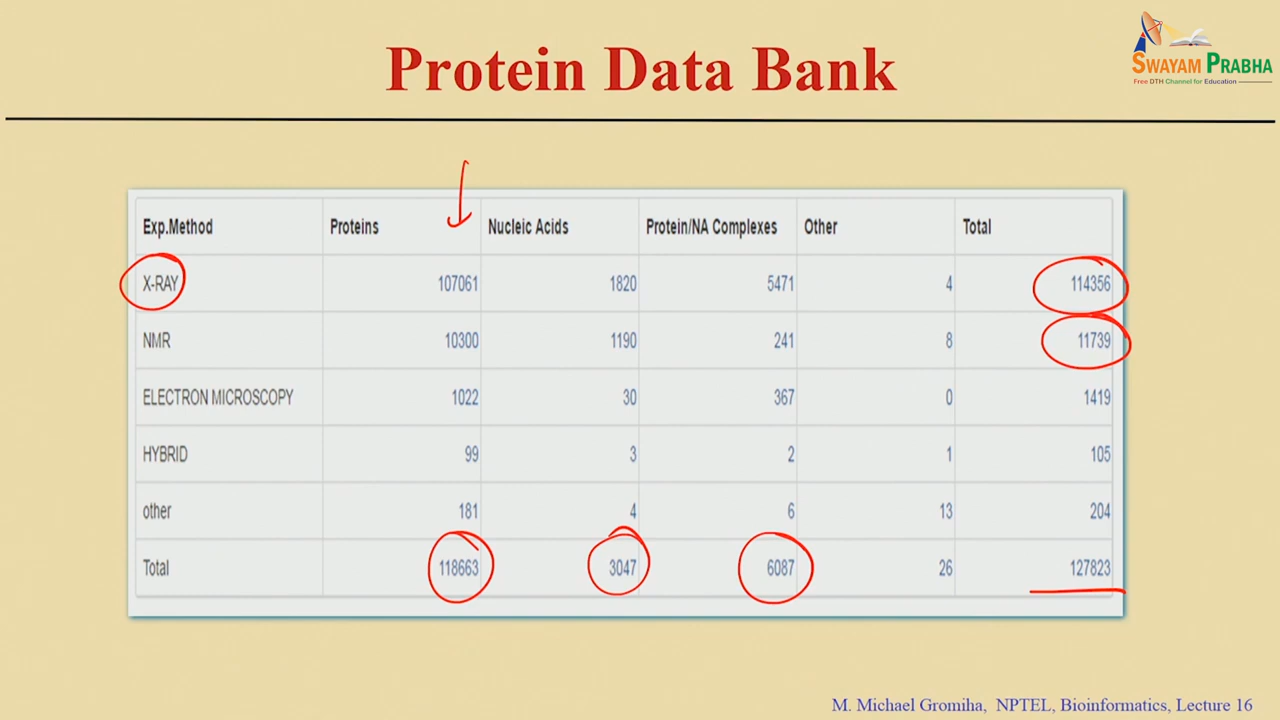 Protein Data Bank
SWAYAM PRABHA
Free DTH Channel for Education
Exp.Method Proteins Nucleic Acids Protein/NA Complexes Other Total
X-RAY 107061 1820 5471 4 114356
NMR 10300 1190 241 8 11739
ELECTRON MICROSCOPY 1022 30 367 0 1419
HYBRID 99 3 2 1 105
other 181 4 6 13 204
Total 118663 3047 6087 26 127823
M. Michael Gromiha, NPTEL, Bioinformatics, Lecture 16